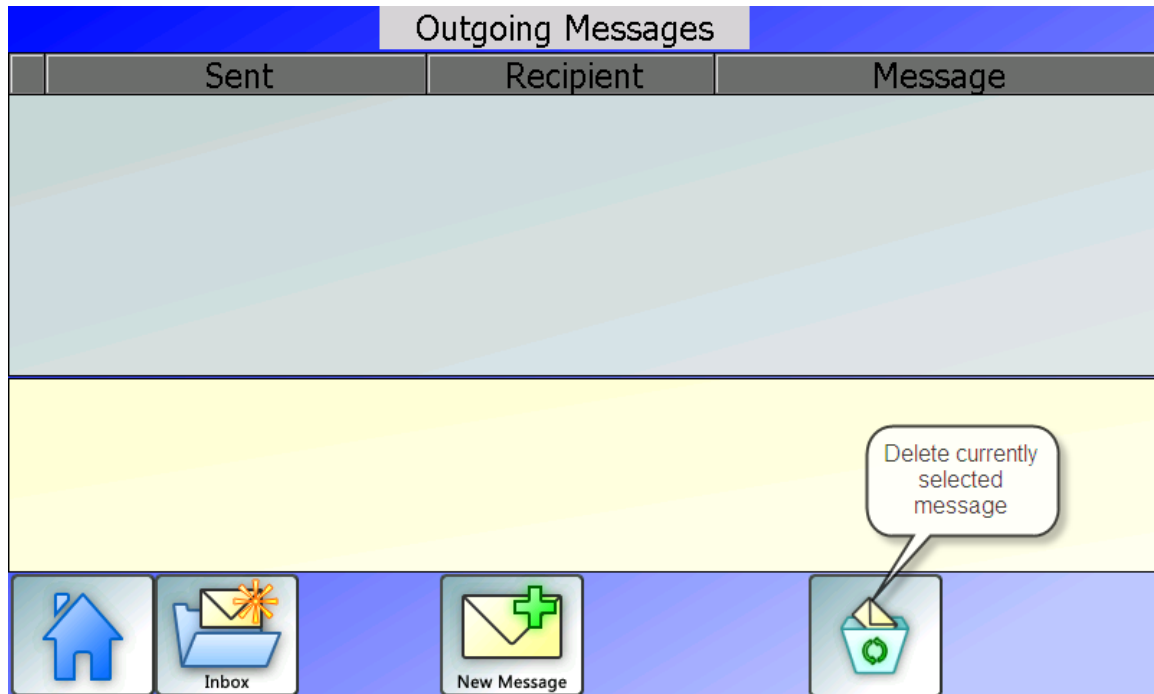 Outgoing Messages
Sent Recipient Message
Delete currently
selected
message
Inbox
New Message